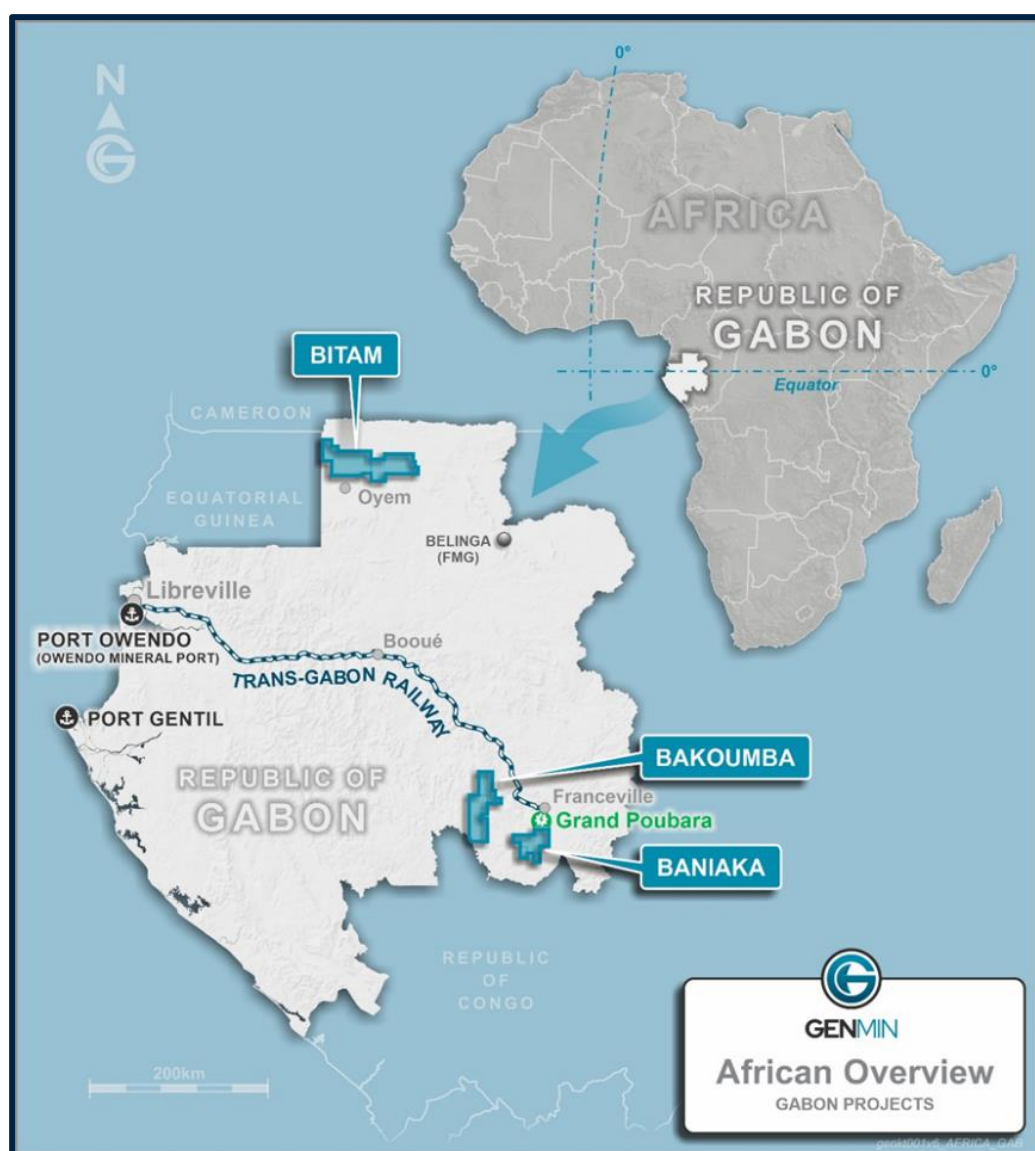 N
0°
AFRICA
REPUBLIC OF
GABON
0°
Equator
BITAM
CAMEROON
EQUATORIAL
GUINEA
Oyem
BELINGA
(FMG)
Libreville
PORT OWENDO
(OWENDO MINERAL PORT)
Booué
TRANS-GABON RAILWAY
PORT GENTIL
REPUBLIC OF
GABON
BAKOUMBA
Franceville
Grand Poubara
BANIAKA
REPUBLIC
OF
CONGO
200km
GENMIN
African Overview
GABON PROJECTS